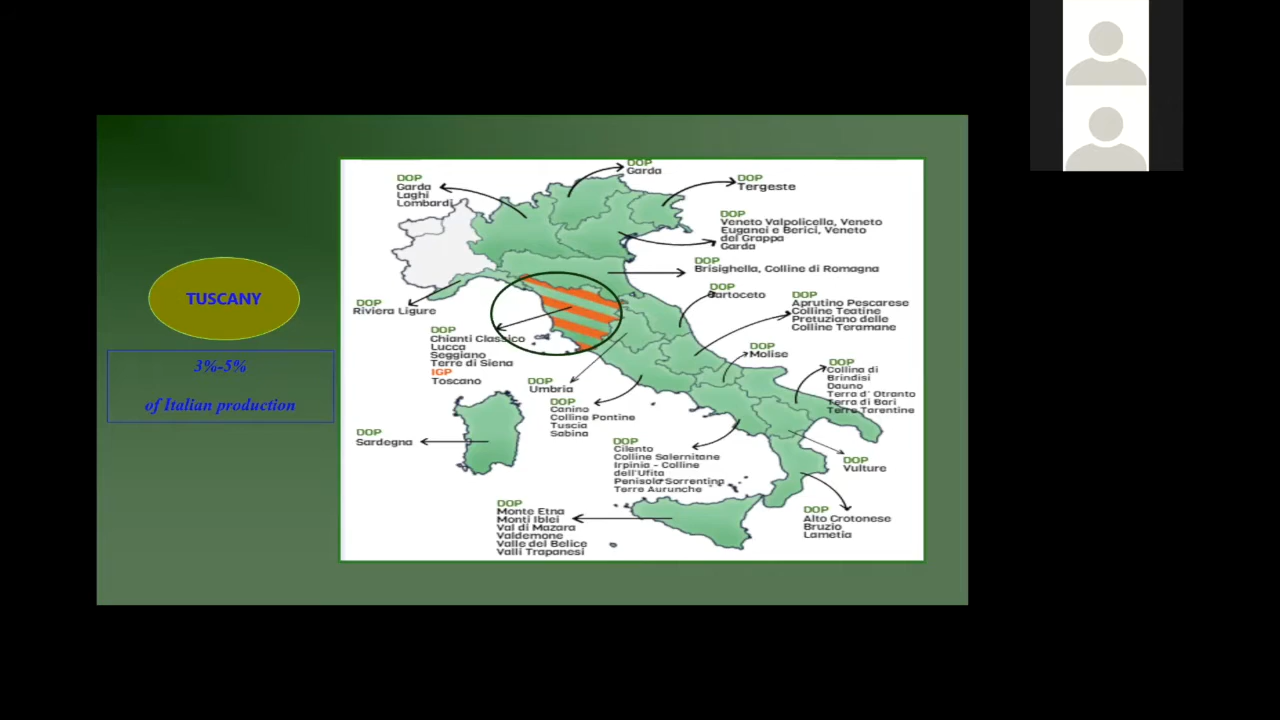 TUSCANY
3%-5%
of Italian production
DOP
Garda
Laghi
Lombardi
DOP
Garda
DOP
Tergeste
DOP
Veneto Valpolicella, Veneto
Euganei e Berici, Veneto
del Grappa
Garda
DOP
Brisighella, Colline di Romagna
DOP
Cartoceto
DOP
Aprutino Pescarese
Colline Teatine
Pretuziano delle
Colline Teramane
DOP
Riviera Ligure
DOP
Chianti Classico
Lucca
Seggiano
Terre di Siena
IGP
Toscano
DOP
Molise
DOP
Collina di
Brindisi
Dauno
Terra d' Otranto
Terra di Bari
Terre Tarentine
DOP
Umbria
DOP
Canino
Colline Pontine
Tuscia
Sabina
DOP
Sardegna
DOP
Cilento
Colline Salernitane
Irpinia - Colline
dell'Ufita
Penisola Sorrentina
Terre Aurunche
DOP
Vulture
DOP
Monte Etna
Monti Iblei
Val di Mazara
Valdemone
Valle del Belice
Valli Trapanesi
DOP
Alto Crotonese
Bruzio
Lametia